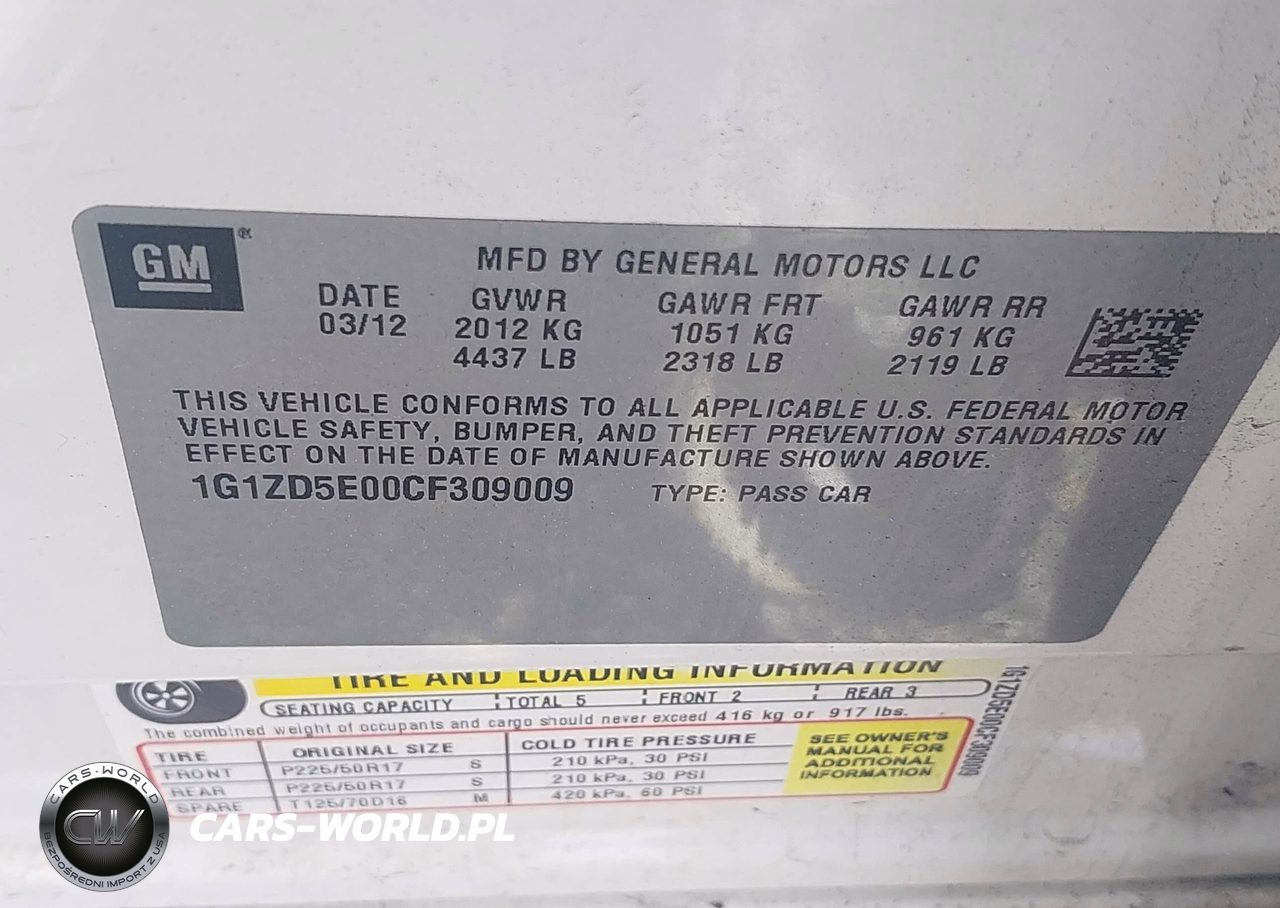 GM ®
MFD BY GENERAL MOTORS LLC
DATE GVWR GAWR FRT GAWR RR
03/12 2012 KG 1051 KG 961 KG
4437 LB 2318 LB 2119 LB
THIS VEHICLE CONFORMS TO ALL APPLICABLE U.S. FEDERAL MOTOR
VEHICLE SAFETY, BUMPER, AND THEFT PREVENTION STANDARDS IN
EFFECT ON THE DATE OF MANUFACTURE SHOWN ABOVE.
1G1ZD5E00CF309009 TYPE: PASS CAR
TIRE AND LOADING INFORMATION
SEATING CAPACITY TOTAL 5 FRONT 2 REAR 3
The combined weight of occupants and cargo should never exceed 416 kg or 917 lbs.
TIRE ORIGINAL SIZE COLD TIRE PRESSURE
FRONT P225/50R17 S 210 kPa, 30 PSI
REAR P225/50R17 S 210 kPa, 30 PSI
SPARE T125/70D16 M 420 kPa, 60 PSI
SEE OWNER'S
MANUAL FOR
ADDITIONAL
INFORMATION
1G1ZD5E00CF309009
CARS-WORLD
CW
BEZPOŚREDNI IMPORT Z USA
CARS-WORLD.PL